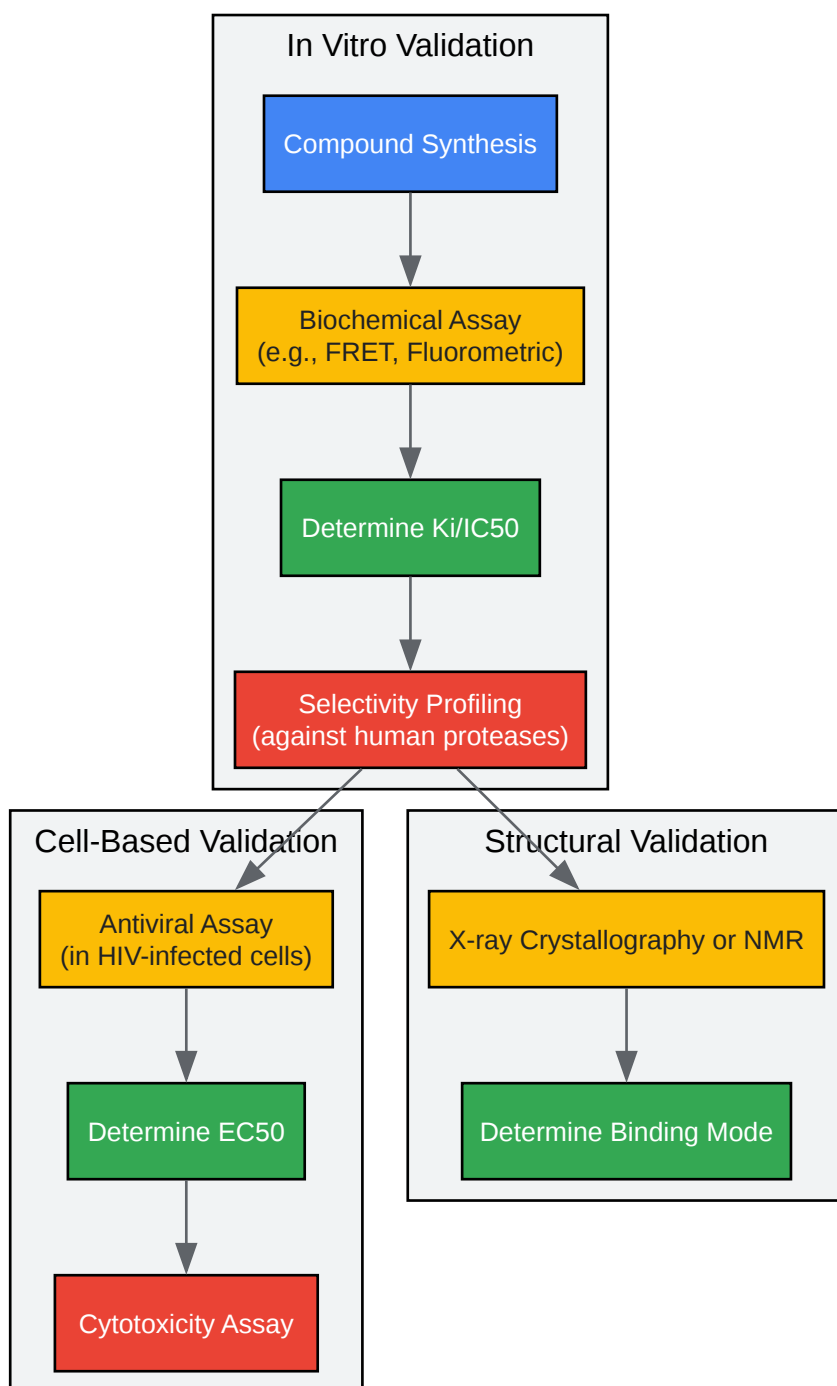 In Vitro Validation
Compound Synthesis
Biochemical Assay
(e.g., FRET, Fluorometric)
Determine Ki/IC50
Selectivity Profiling
(against human proteases)
Cell-Based Validation
Antiviral Assay
(in HIV-infected cells)
Determine EC50
Cytotoxicity Assay
Structural Validation
X-ray Crystallography or NMR
Determine Binding Mode